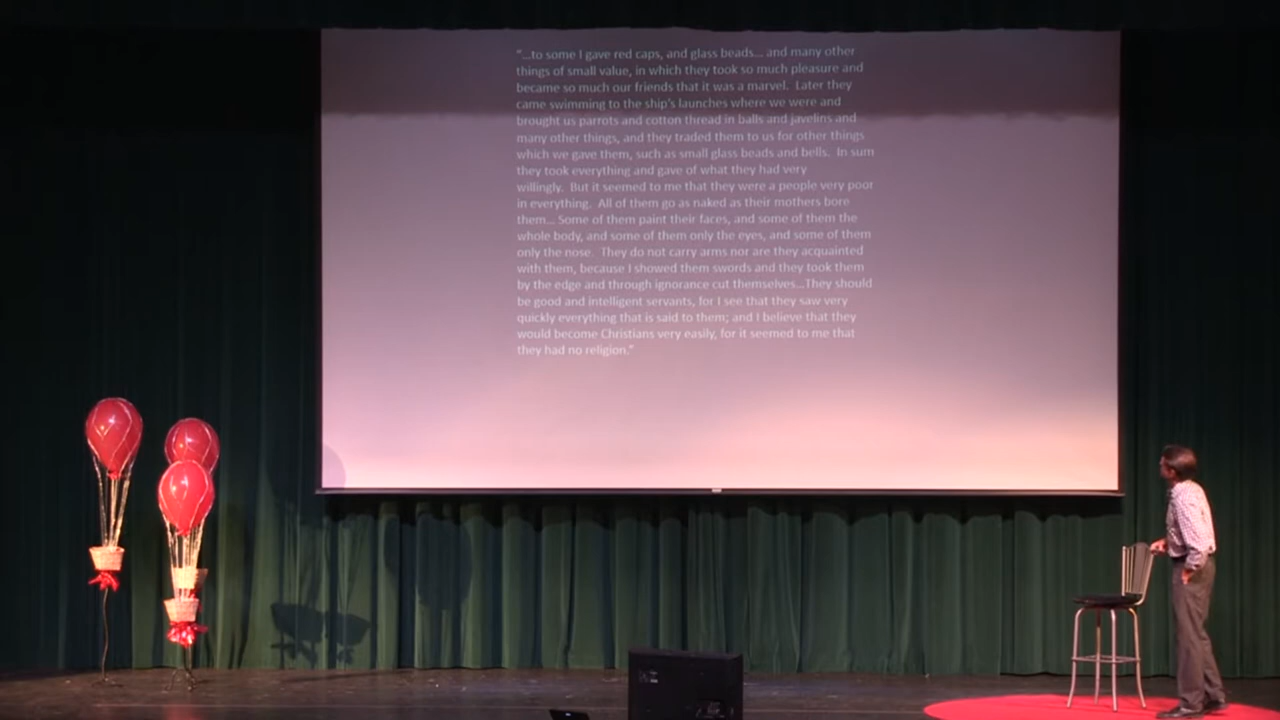 "...to some I gave red caps, and glass beads... and many other
things of small value, in which they took so much pleasure and
became so much our friends that it was a marvel.  Later they
came swimming to the ship's launches where we were and
brought us parrots and cotton thread in balls and javelins and
many other things, and they traded them to us for other things
which we gave them, such as small glass beads and bells.  In sum
they took everything and gave of what they had very
willingly.  But it seemed to me that they were a people very poor
in everything.  All of them go as naked as their mothers bore
them... Some of them paint their faces, and some of them the
whole body, and some of them only the eyes, and some of them
only the nose.  They do not carry arms nor are they acquainted
with them, because I showed them swords and they took them
by the edge and through ignorance cut themselves...They should
be good and intelligent servants, for I see that they saw very
quickly everything that is said to them; and I believe that they
would become Christians very easily, for it seemed to me that
they had no religion."